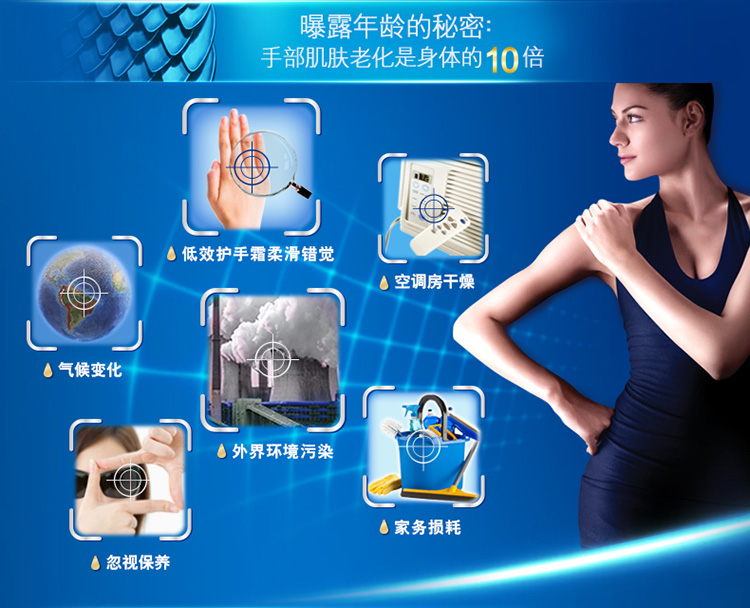 曝露年龄的秘密:
手部肌肤老化是身体的10倍
低效护手霜柔滑错觉
空调房干燥
气候变化
外界环境污染
家务损耗
忽视保养